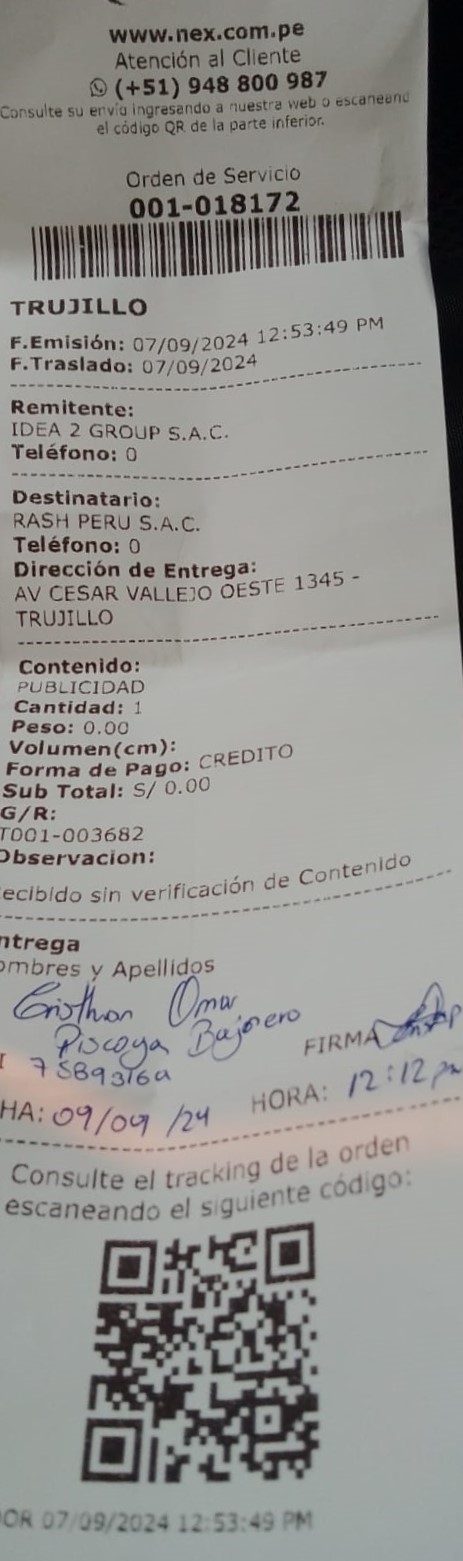 www.nex.com.pe
Atención al Cliente
(+51) 948 800 987
Consulte su envío ingresando a nuestra web o escaneand
el código QR de la parte inferior.
Orden de Servicio
001-018172
TRUJILLO
F.Emisión: 07/09/2024 12:53:49 PM
F.Traslado: 07/09/2024
Remitente:
IDEA 2 GROUP S.A.C.
Teléfono: 0
Destinatario:
RASH PERU S.A.C.
Teléfono: 0
Dirección de Entrega:
AV CESAR VALLEJO OESTE 1345 -
TRUJILLO
Contenido:
PUBLICIDAD
Cantidad: 1
Peso: 0.00
Volumen(cm):
Forma de Pago: CREDITO
Sub Total: S/ 0.00
G/R:
T001-003682
Observacion:
ecibido sin verificación de Contenido
ntrega
ombres y Apellidos
Cristhian Omar
Piscoya
FIRMA
I
HA: 09/09/24 HORA: 12:12 pm
Consulte el tracking de la orden
escaneando el siguiente código:
OR 07/09/2024 12:53:49 PM